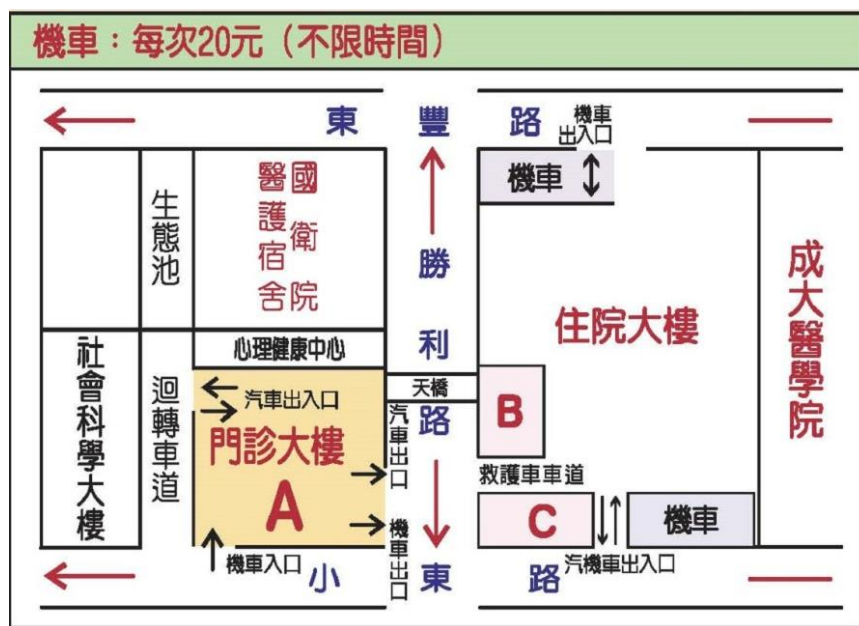 機車：每次20元（不限時間）
東豐路
機車
出入口
機車
生態池
國衛院
醫護宿舍
勝利路
住院大樓
成大醫學院
心理健康中心
社會科學大樓
迴轉車道
汽車出入口
天橋
B
門診大樓
汽車出口
A
救護車車道
C
機車
機車入口
機車出口
汽機車出入口
小東路